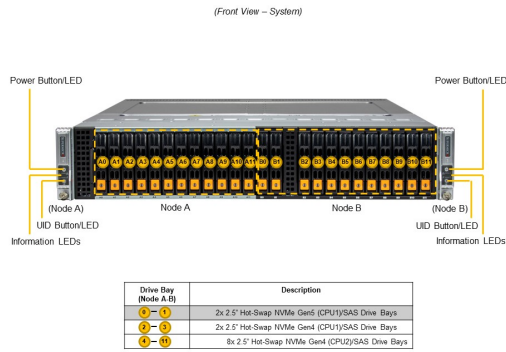 (Front View – System)
Power Button/LED
Power Button/LED
A0 A1 A2 A3 A4 A5 A6 A7 A8 A9 A10 A11 B0 B1 B2 B3 B4 B5 B6 B7 B8 B9 B10 B11
(Node A)
Node A
Node B
(Node B)
UID Button/LED
UID Button/LED
Information LEDs
Information LEDs
Drive Bay
(Node A-B)
Description
0 – 1 2x 2.5" Hot-Swap NVMe Gen5 (CPU1)/SAS Drive Bays
2 – 3 2x 2.5" Hot-Swap NVMe Gen4 (CPU1)/SAS Drive Bays
4 – 11 8x 2.5" Hot-Swap NVMe Gen4 (CPU2)/SAS Drive Bays